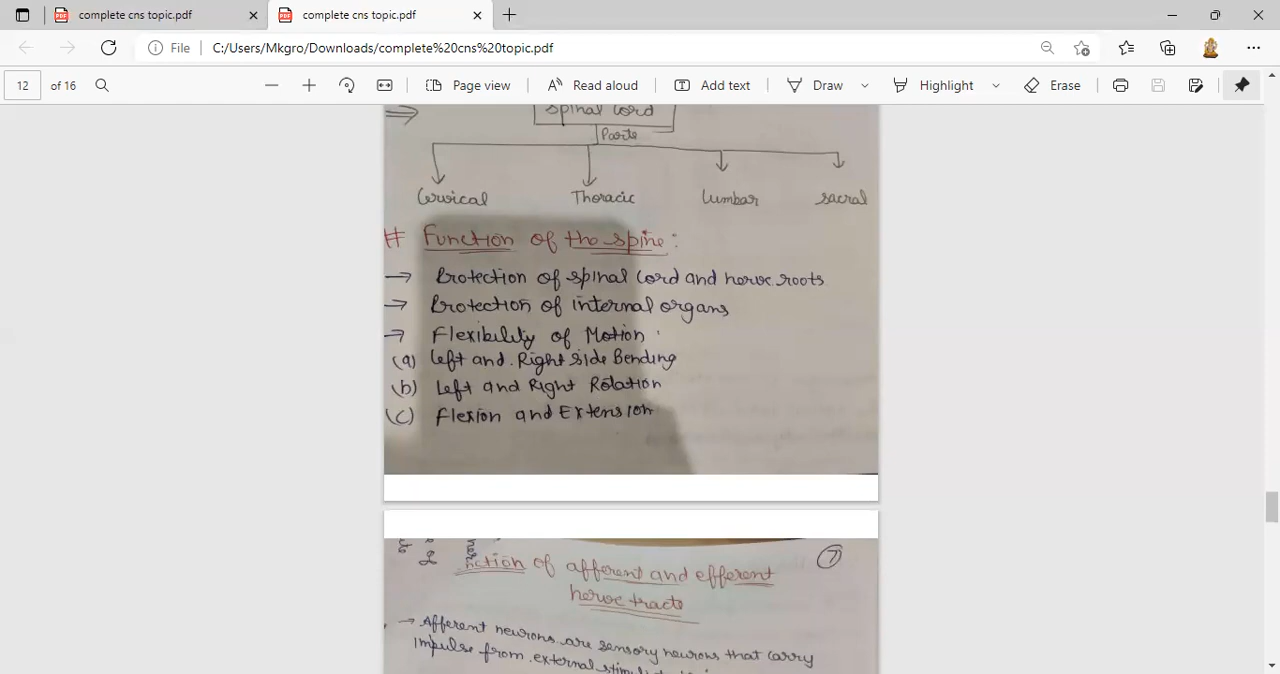 complete cns topic.pdf
complete cns topic.pdf
File
C:/Users/Mkgro/Downloads/complete%20cns%20topic.pdf
12 of 16
Page view
Read aloud
Add text
Draw
Highlight
Erase
⇒ Spinal Cord
Parts
Cervical Thoracic Lumbar Sacral
# Function of the spine:
→ Protection of spinal Cord and nerve roots
→ Protection of internal organs
→ Flexibility of Motion :
(a) Left and Right side Bending
(b) Left and Right Rotation
(c) Flexion and Extension
7
nction of afferent and efferent
nerve tracts
→ Afferent neurons are sensory neurons that carry
impulse from external stimuli